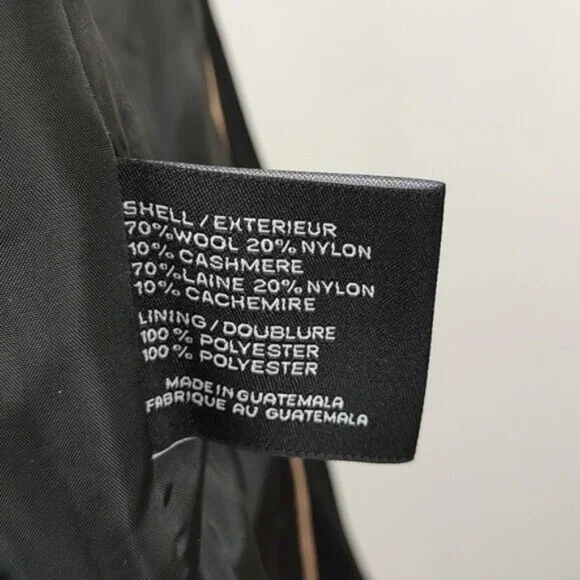 SHELL / EXTERIEUR
70% WOOL 20% NYLON
10% CASHMERE
70% LAINE 20% NYLON
10% CACHEMIRE
LINING / DOUBLURE
100% POLYESTER
100% POLYESTER
MADE IN GUATEMALA
FABRIQUE AU GUATEMALA